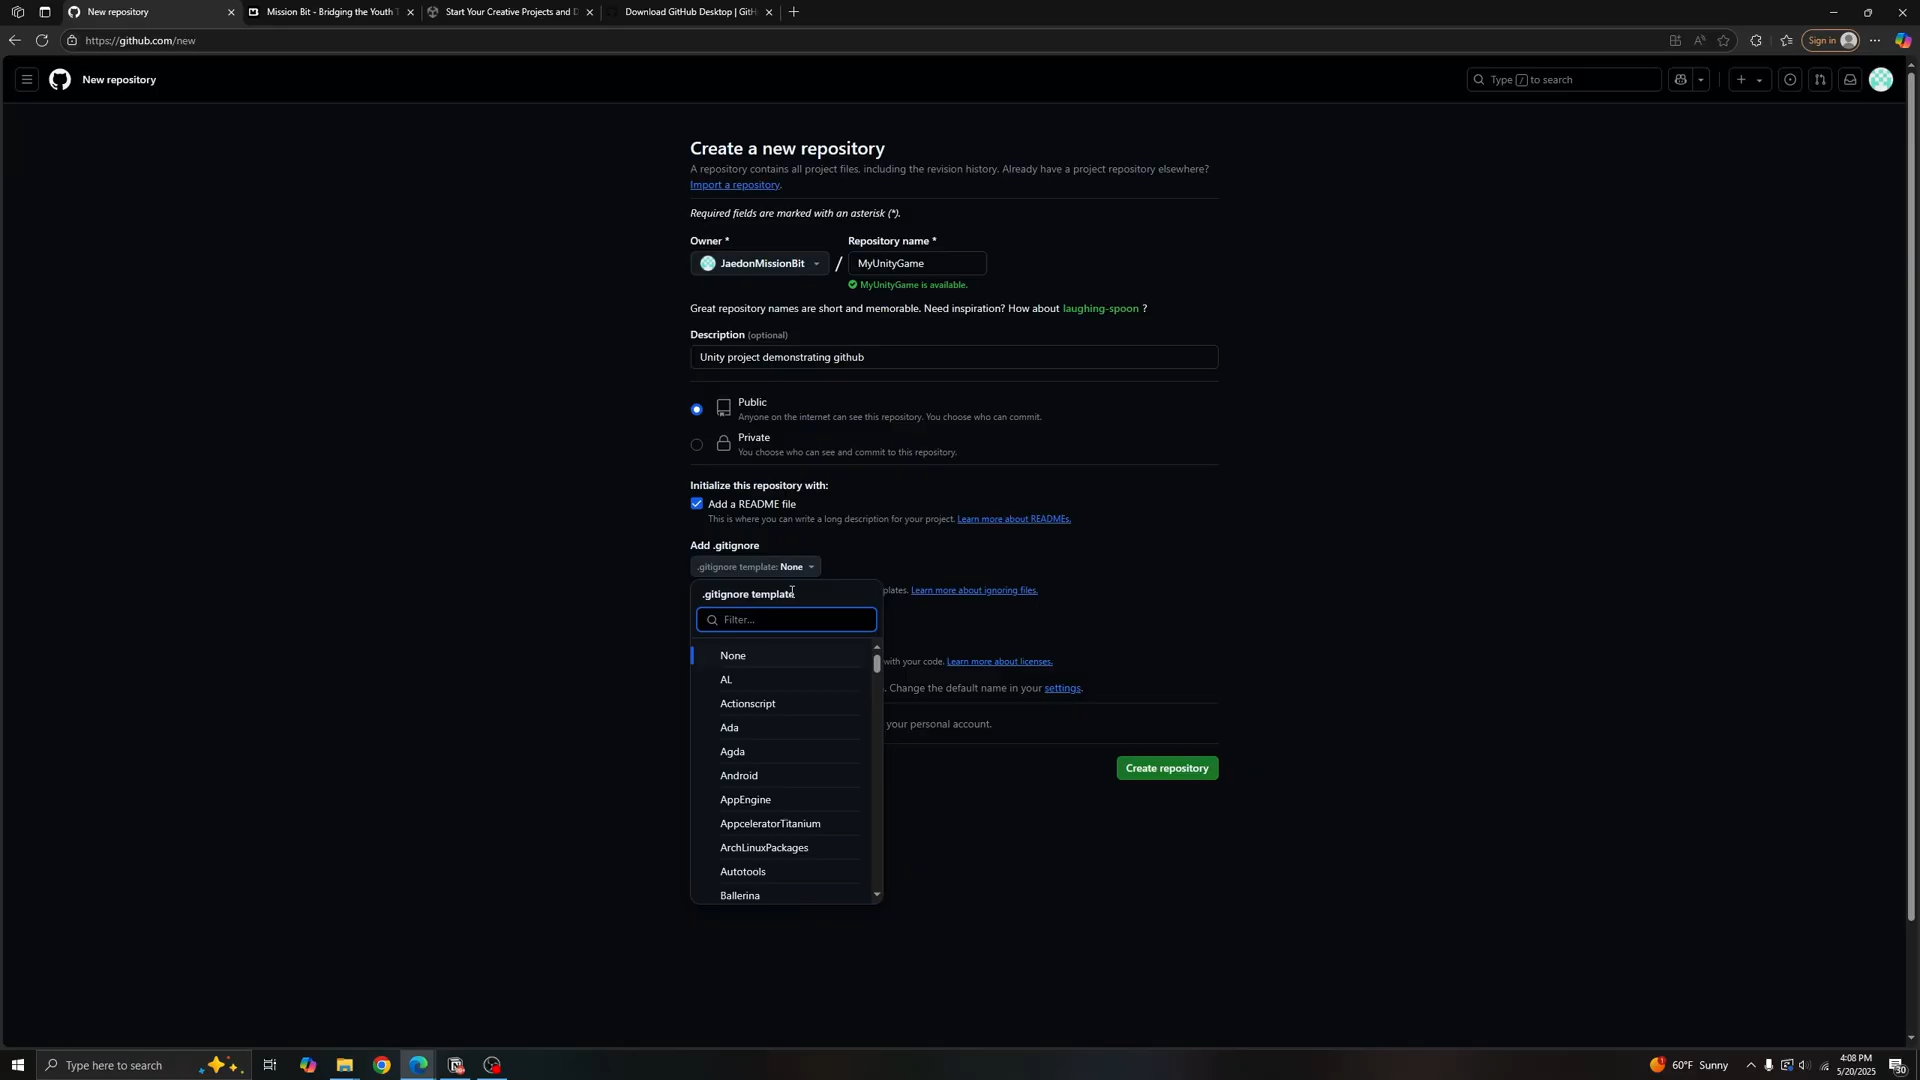 New repository
Mission Bit - Bridging the Youth T
Start Your Creative Projects and D
Download GitHub Desktop | GitH
https://github.com/new
Sign in
New repository
Type / to search
Create a new repository
A repository contains all project files, including the revision history. Already have a project repository elsewhere?
Import a repository.
Required fields are marked with an asterisk (*).
Owner *
Repository name *
JaedonMissionBit
/
MyUnityGame
MyUnityGame is available.
Great repository names are short and memorable. Need inspiration? How about laughing-spoon ?
Description (optional)
Unity project demonstrating github
Public
Anyone on the internet can see this repository. You choose who can commit.
Private
You choose who can see and commit to this repository.
Initialize this repository with:
Add a README file
This is where you can write a long description for your project. Learn more about READMEs.
Add .gitignore
.gitignore template: None
plates. Learn more about ignoring files.
.gitignore template
Filter...
None
with your code. Learn more about licenses.
AL
. Change the default name in your settings.
Actionscript
Ada
your personal account.
Agda
Create repository
Android
AppEngine
AppceleratorTitanium
ArchLinuxPackages
Autotools
Ballerina
Type here to search
60°F Sunny
4:08 PM
5/20/2025
30